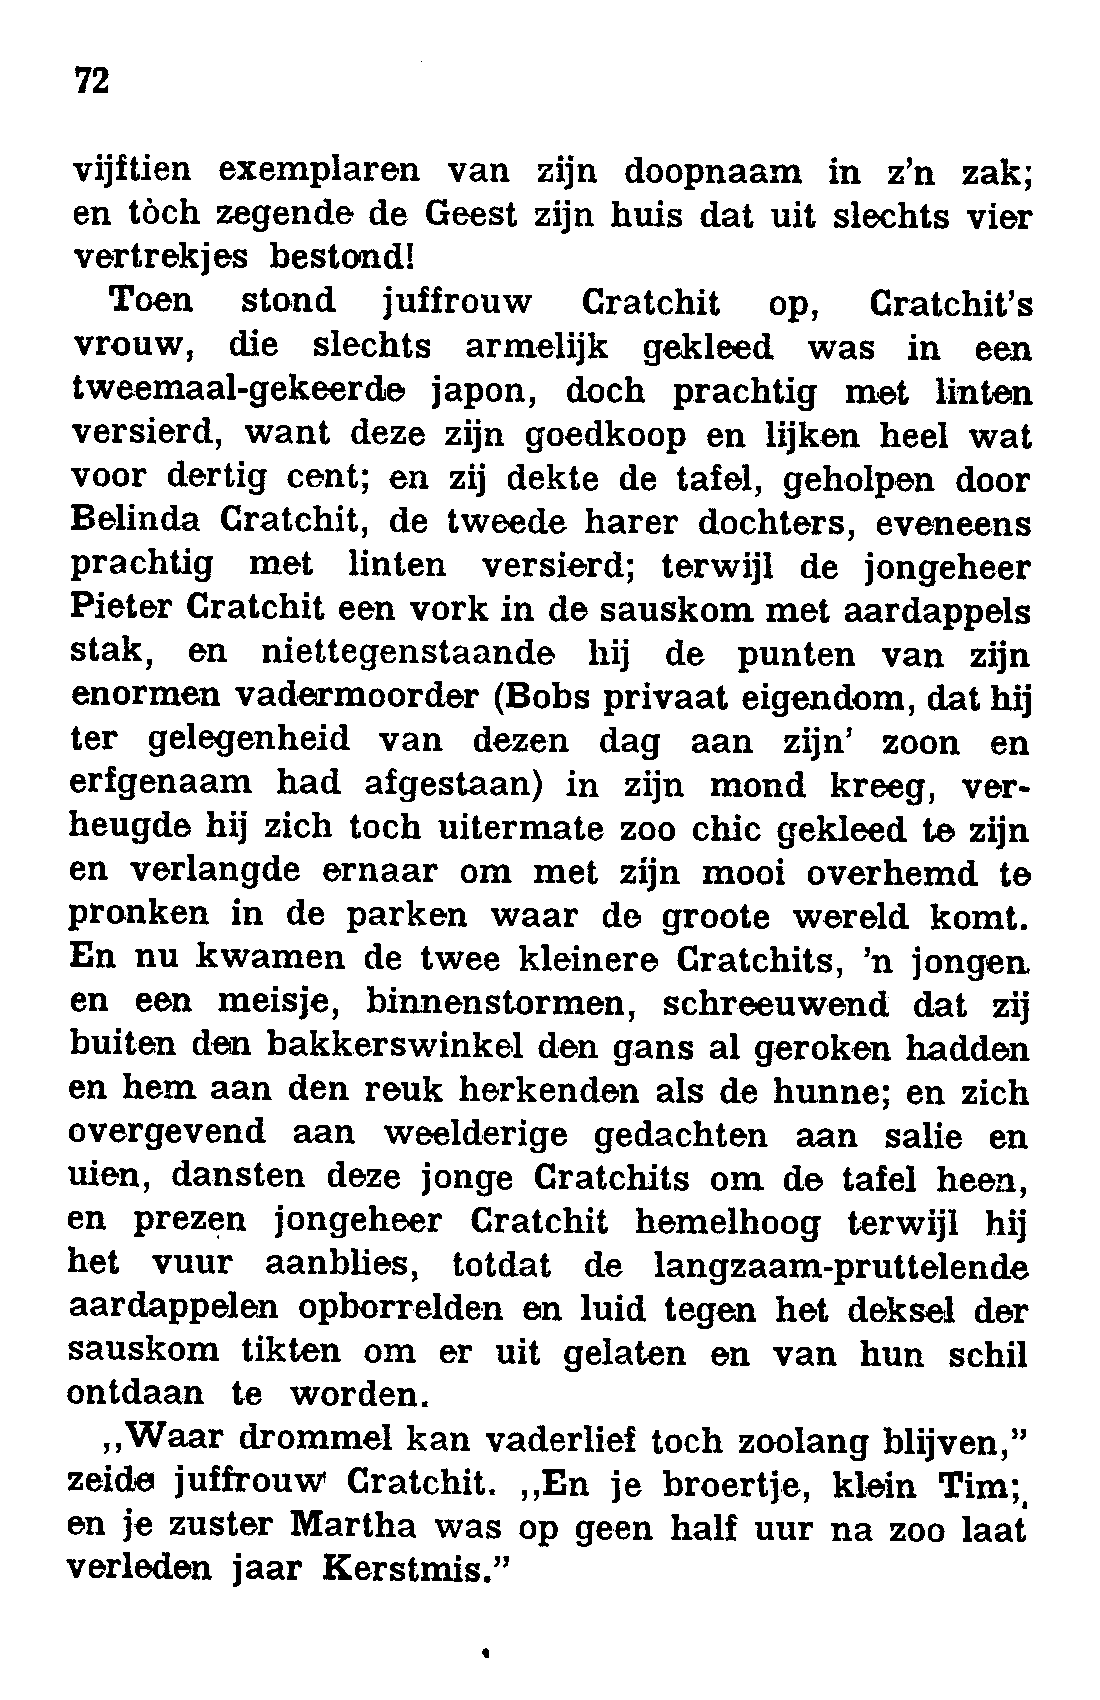 72
vijftien exemplaren van zijn doopnaam in z'n zak;
en tòch zegende de Geest zijn huis dat uit slechts vier
vertrekjes bestond!
Toen stond juffrouw Cratchit op, Cratchit's
vrouw, die slechts armelijk gekleed was in een
tweemaal-gekeerde japon, doch prachtig met linten
versierd, want deze zijn goedkoop en lijken heel wat
voor dertig cent; en zij dekte de tafel, geholpen door
Belinda Cratchit, de tweede harer dochters, eveneens
prachtig met linten versierd; terwijl de jongeheer
Pieter Cratchit een vork in de sauskom met aardappels
stak, en niettegenstaande hij de punten van zijn
enormen vadermoorder (Bobs privaat eigendom, dat hij
ter gelegenheid van dezen dag aan zijn' zoon en
erfgenaam had afgestaan) in zijn mond kreeg, ver-
heugde hij zich toch uitermate zoo chic gekleed te zijn
en verlangde ernaar om met zijn mooi overhemd te
pronken in de parken waar de groote wereld komt.
En nu kwamen de twee kleinere Cratchits, 'n jongen
en een meisje, binnenstormen, schreeuwend dat zij
buiten den bakkerswinkel den gans al geroken hadden
en hem aan den reuk herkenden als de hunne; en zich
overgevend aan weelderige gedachten aan salie en
uien, dansten deze jonge Cratchits om de tafel heen,
en prezen jongeheer Cratchit hemelhoog terwijl hij
het vuur aanblies, totdat de langzaam-pruttelende
aardappelen opborrelden en luid tegen het deksel der
sauskom tikten om er uit gelaten en van hun schil
ontdaan te worden.
,,Waar drommel kan vaderlief toch zoolang blijven,"
zeide juffrouw Cratchit. ,,En je broertje, klein Tim;
en je zuster Martha was op geen half uur na zoo laat
verleden jaar Kerstmis."